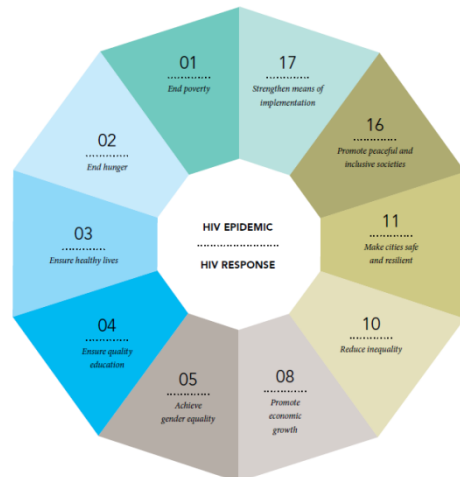 01
End poverty
17
Strengthen means of
implementation
02
End hunger
16
Promote peaceful and
inclusive societies
03
Ensure healthy lives
HIV EPIDEMIC
HIV RESPONSE
11
Make cities safe
and resilient
04
Ensure quality
education
10
Reduce inequality
05
Achieve
gender equality
08
Promote
economic
growth